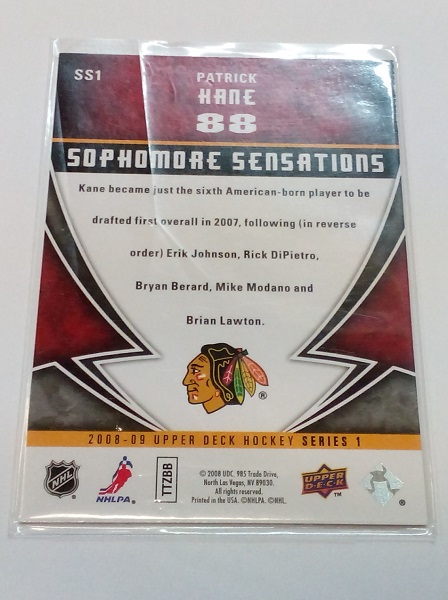 SS1
PATRICK
KANE
88
SOPHOMORE SENSATIONS
Kane became just the sixth American-born player to be
drafted first overall in 2007, following (in reverse
order) Erik Johnson, Rick DiPietro,
Bryan Berard, Mike Modano and
Brian Lawton.
®
2008-09 UPPER DECK HOCKEY SERIES 1
NHL
NHLPA
TTZBB
© 2008 UDC. 985 Trade Drive,
North Las Vegas, NV 89030.
All rights reserved.
Printed in the USA. ©NHLPA. ©NHL.
UPPER
DECK
TM
®